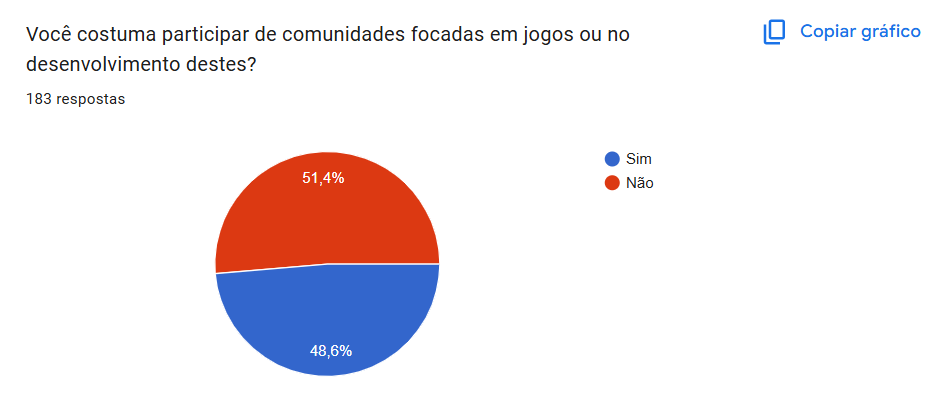 Você costuma participar de comunidades focadas em jogos ou no
desenvolvimento destes?
Copiar gráfico
183 respostas
51,4%
48,6%
Sim
Não